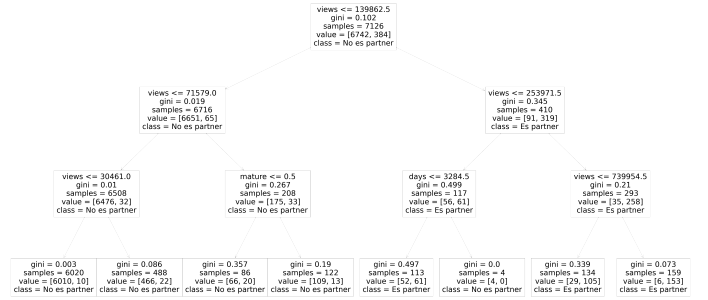 views <= 139862.5
gini = 0.102
samples = 7126
value = [6742, 384]
class = No es partner
views <= 71579.0
gini = 0.019
samples = 6716
value = [6651, 65]
class = No es partner
views <= 253971.5
gini = 0.345
samples = 410
value = [91, 319]
class = Es partner
views <= 30461.0
gini = 0.01
samples = 6508
value = [6476, 32]
class = No es partner
mature <= 0.5
gini = 0.267
samples = 208
value = [175, 33]
class = No es partner
days <= 3284.5
gini = 0.499
samples = 117
value = [56, 61]
class = Es partner
views <= 739954.5
gini = 0.21
samples = 293
value = [35, 258]
class = Es partner
gini = 0.003
samples = 6020
value = [6010, 10]
class = No es partner
gini = 0.086
samples = 488
value = [466, 22]
class = No es partner
gini = 0.357
samples = 86
value = [66, 20]
class = No es partner
gini = 0.19
samples = 122
value = [109, 13]
class = No es partner
gini = 0.497
samples = 113
value = [52, 61]
class = Es partner
gini = 0.0
samples = 4
value = [4, 0]
class = No es partner
gini = 0.339
samples = 134
value = [29, 105]
class = Es partner
gini = 0.073
samples = 159
value = [6, 153]
class = Es partner